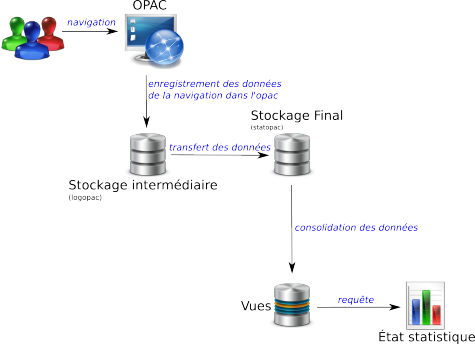 OPAC
navigation
enregistrement des données
de la navigation dans l'opac
Stockage Final
(statopac)
transfert des données
Stockage intermédiaire
(logopac)
consolidation des données
Vues
requête
État statistique